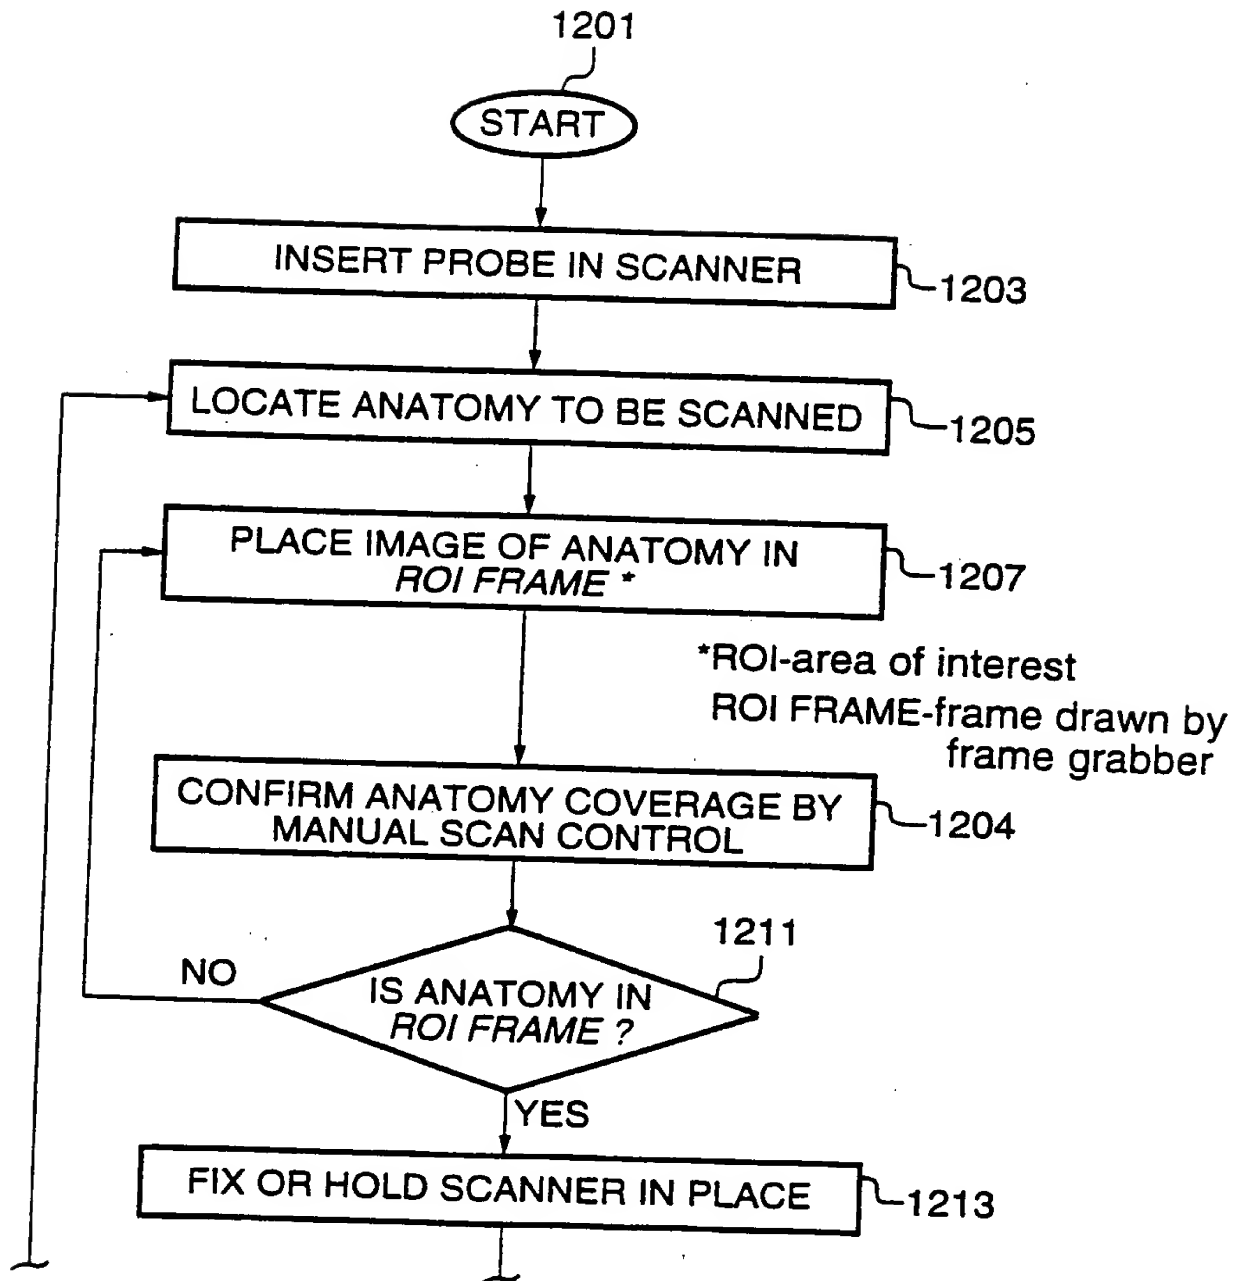 1201
START
INSERT PROBE IN SCANNER
1203
LOCATE ANATOMY TO BE SCANNED
1205
PLACE IMAGE OF ANATOMY IN
ROI FRAME *
1207
*ROI-area of interest
ROI FRAME-frame drawn by
frame grabber
CONFIRM ANATOMY COVERAGE BY
MANUAL SCAN CONTROL
1204
1211
NO
IS ANATOMY IN
ROI FRAME ?
YES
FIX OR HOLD SCANNER IN PLACE
1213